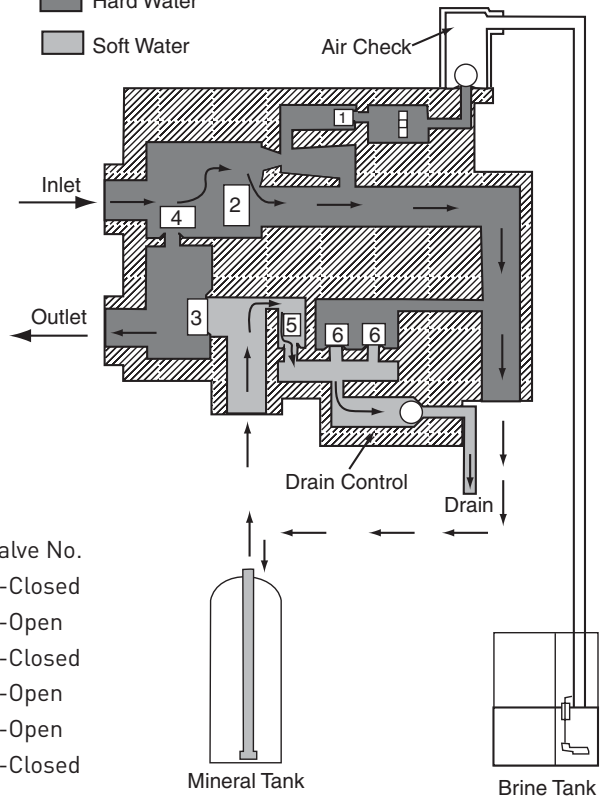 Hard Water
Soft Water
Air Check
1
Inlet
2
4
Outlet
3
5
6 6
Drain Control
Drain
alve No.
–Closed
–Open
–Closed
–Open
–Open
–Closed
Mineral Tank
Brine Tank